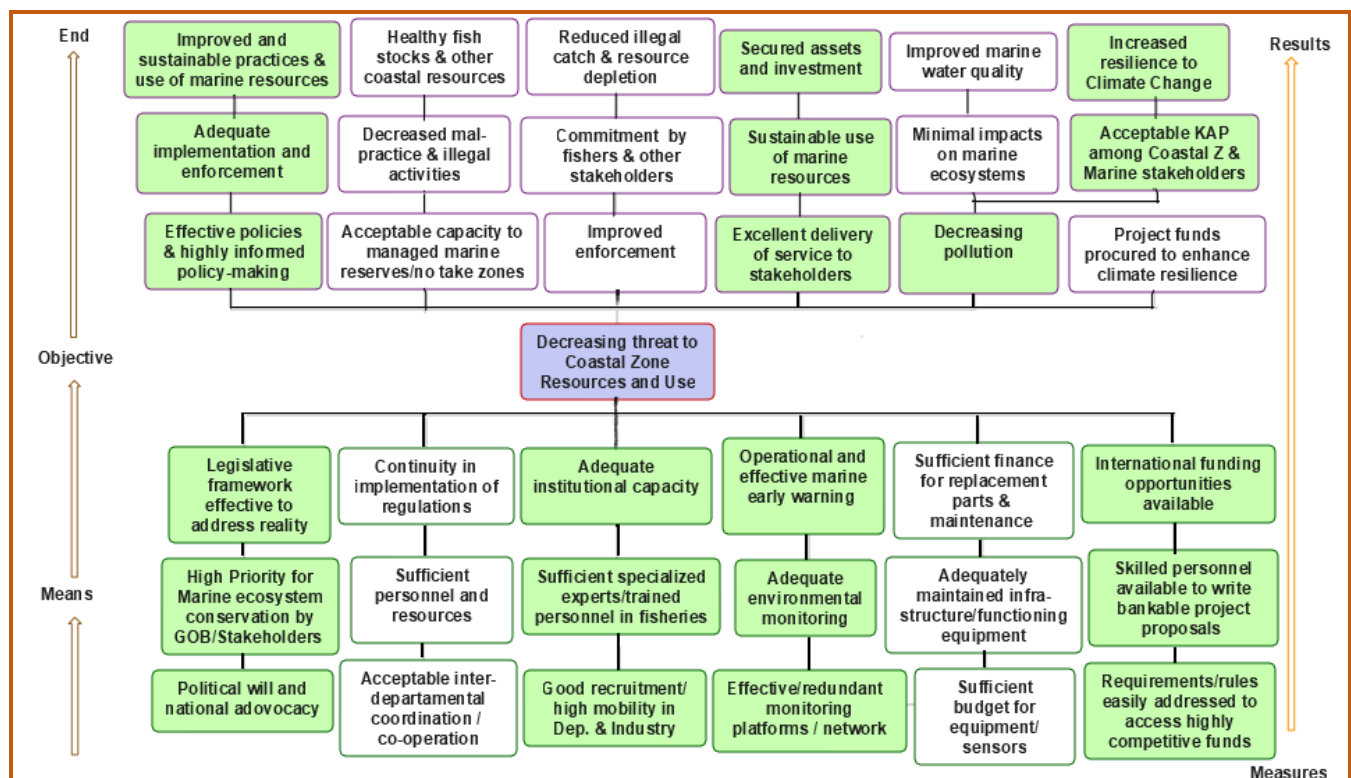 End
Results
Improved and
sustainable practices &
use of marine resources
Healthy fish
stocks & other
coastal resources
Reduced illegal
catch & resource
depletion
Secured assets
and investment
Improved marine
water quality
Increased
resilience to
Climate Change
Adequate
implementation and
enforcement
Decreased mal-
practice & illegal
activities
Commitment by
fishers & other
stakeholders
Sustainable use
of marine
resources
Minimal impacts
on marine
ecosystems
Acceptable KAP
among Coastal Z &
Marine stakeholders
Effective policies
& highly informed
policy-making
Acceptable capacity to
managed marine
reserves/no take zones
Improved
enforcement
Excellent delivery
of service to
stakeholders
Decreasing
pollution
Project funds
procured to enhance
climate resilience
Objective
Decreasing threat to
Coastal Zone
Resources and Use
Legislative
framework
effective to
address reality
Continuity in
implementation of
regulations
Adequate
institutional capacity
Operational and
effective marine
early warning
Sufficient finance
for replacement
parts &
maintenance
International funding
opportunities
available
Means
High Priority for
Marine ecosystem
conservation by
GOB/Stakeholders
Sufficient
personnel and
resources
Sufficient specialized
experts/trained
personnel in fisheries
Adequate
environmental
monitoring
Adequately
maintained infra-
structure/functioning
equipment
Skilled personnel
available to write
bankable project
proposals
Political will and
national adovocacy
Acceptable inter-
departamental
coordination /
co-operation
Good recruitment/
high mobility in
Dep. & Industry
Effective/redundant
monitoring
platforms / network
Sufficient
budget for
equipment/
sensors
Requirements/rules
easily addressed to
access highly
competitive funds
Measures